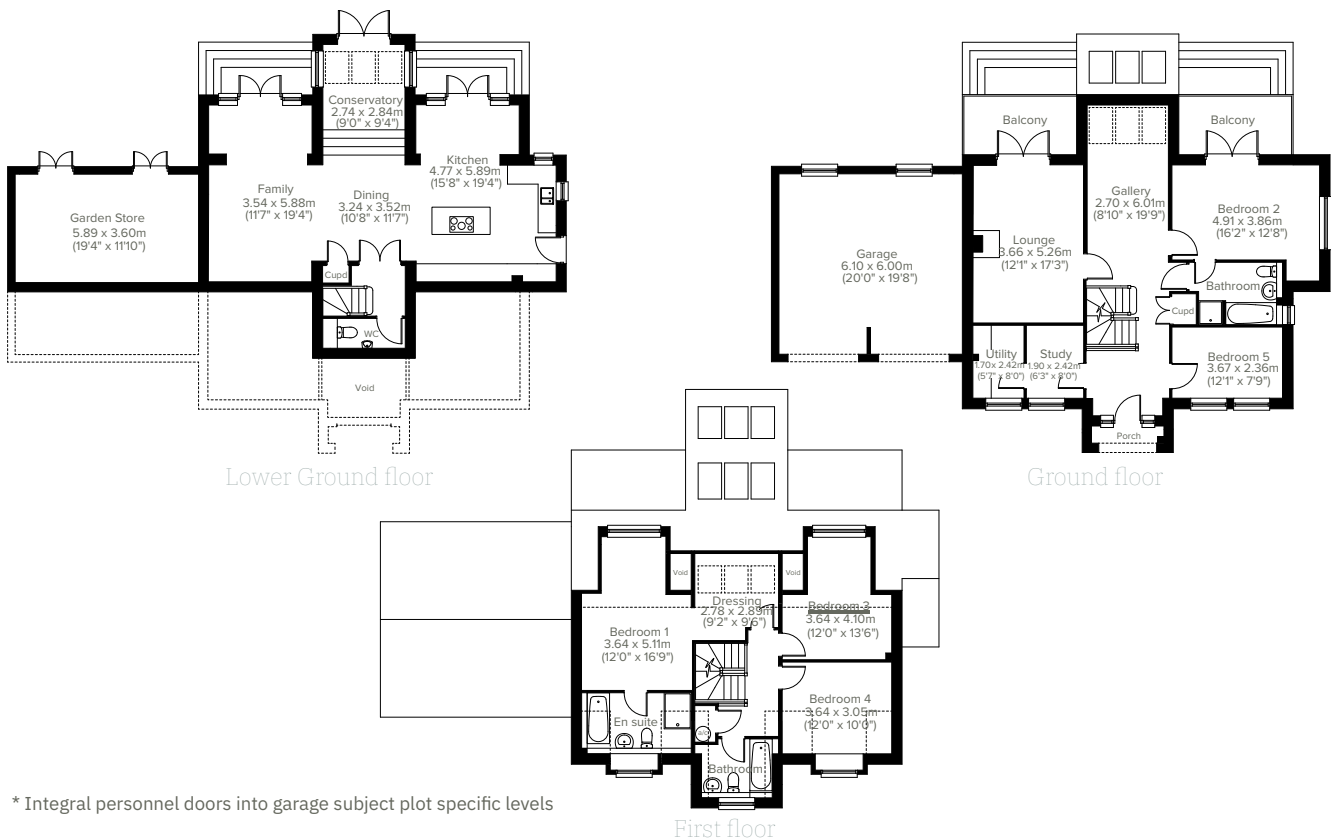 Conservatory
2.74 x 2.84m
(9'0" x 9'4")
Kitchen
4.77 x 5.89m
(15'8" x 19'4")
Family
3.54 x 5.88m
(11'7" x 19'4")
Dining
3.24 x 3.52m
(10'8" x 11'7")
Garden Store
5.89 x 3.60m
(19'4" x 11'10")
Cupd
WC
Void
Lower Ground floor
Balcony
Balcony
Gallery
2.70 x 6.01m
(8'10" x 19'9")
Bedroom 2
4.91 x 3.86m
(16'2" x 12'8")
Lounge
3.66 x 5.26m
(12'1" x 17'3")
Garage
6.10 x 6.00m
(20'0" x 19'8")
Bathroom
Cupd
Utility
1.70x 2.42m
(5'7" x 8'0")
Study
1.90 x 2.42m
(6'3" x 8'0")
Bedroom 5
3.67 x 2.36m
(12'1" x 7'9")
Porch
Ground floor
Void
Void
Dressing
2.78 x 2.89m
(9'2" x 9'6")
Bedroom 3
3.64 x 4.10m
(12'0" x 13'6")
Bedroom 1
3.64 x 5.11m
(12'0" x 16'9")
Bedroom 4
3.64 x 3.05m
(12'0" x 10'0")
En suite
Bathroom
First floor
* Integral personnel doors into garage subject plot specific levels